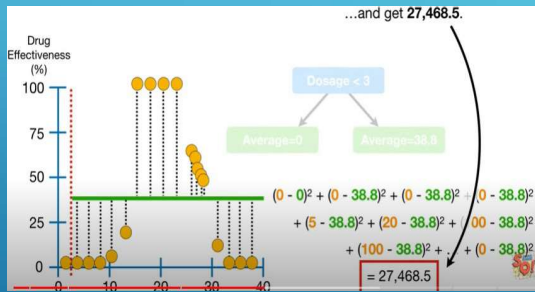 ...and get 27,468.5.
Drug
Effectiveness
(%)
100
75
50
25
0
0 10 20 30 40
Dosage < 3
Average=0
Average=38.8
(0 - 0)² + (0 - 38.8)² + (0 - 38.8)² + (0 - 38.8)²
+ (5 - 38.8)² + (20 - 38.8)² + 00 - 38.8)²
+ (100 - 38.8)² + + (0 - 38.8)²
= 27,468.5